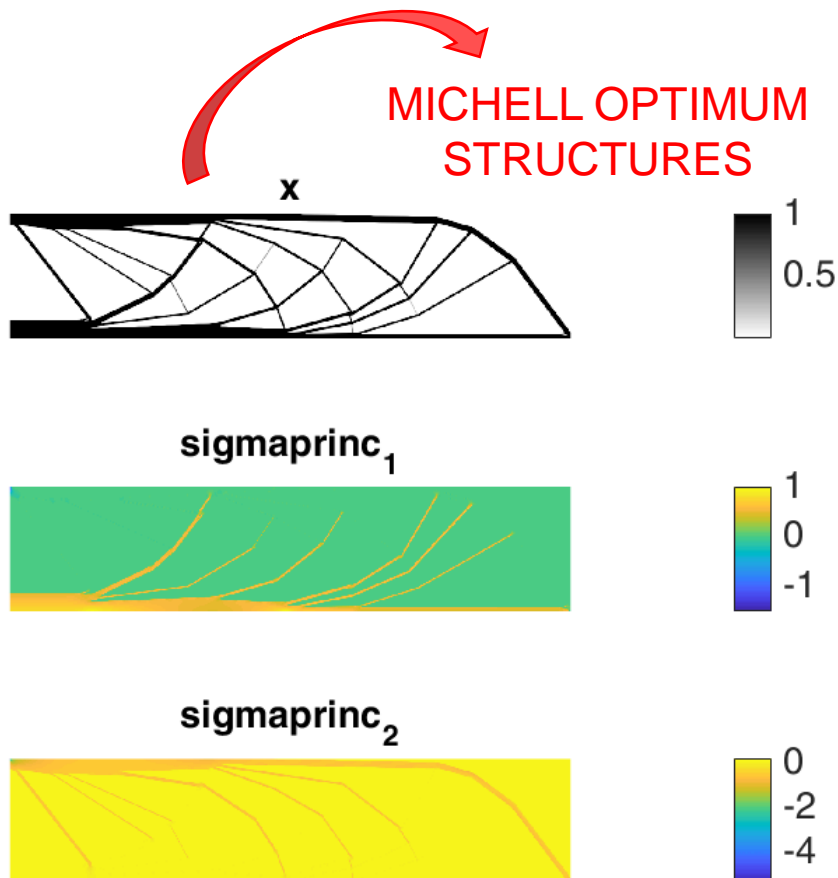 MICHELL OPTIMUM
STRUCTURES
x
1
0.5
sigmaprinc₁
1
0
-1
sigmaprinc₂
0
-2
-4